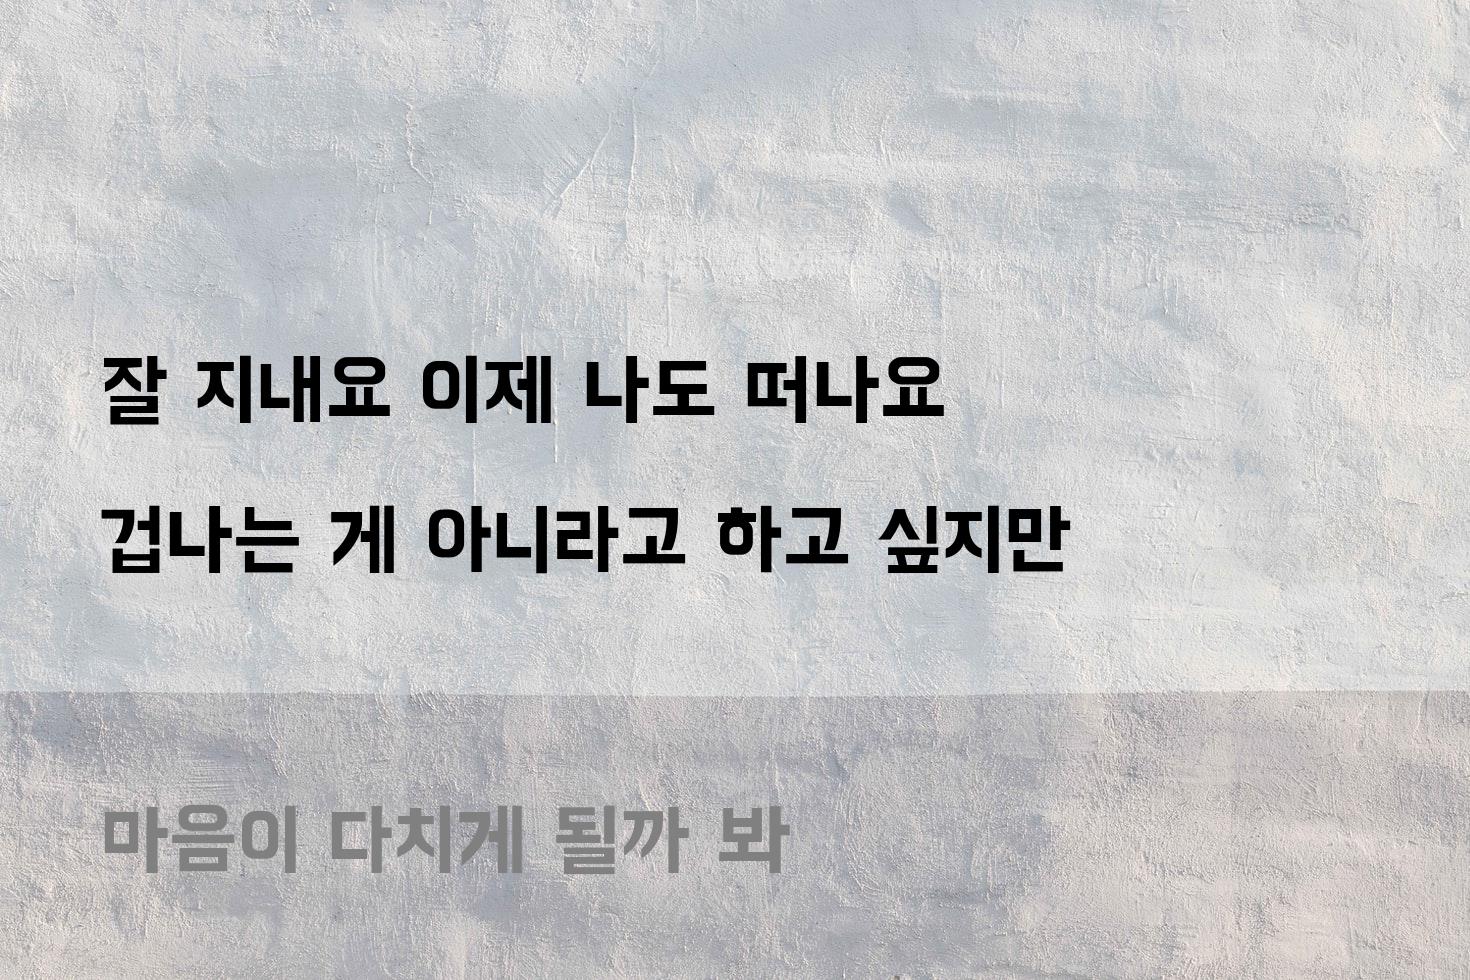 잘 지내요 이제 나도 떠나요
겁나는 게 아니라고 하고 싶지만
마음이 다치게 될까 봐